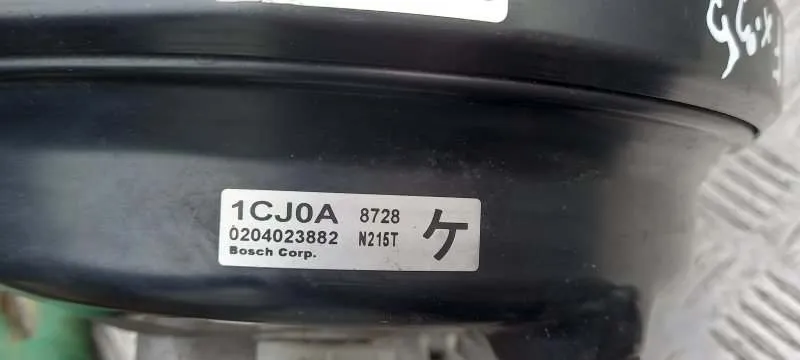 1CJ0A 8728 ケ
0204023882 N215T
Bosch Corp.